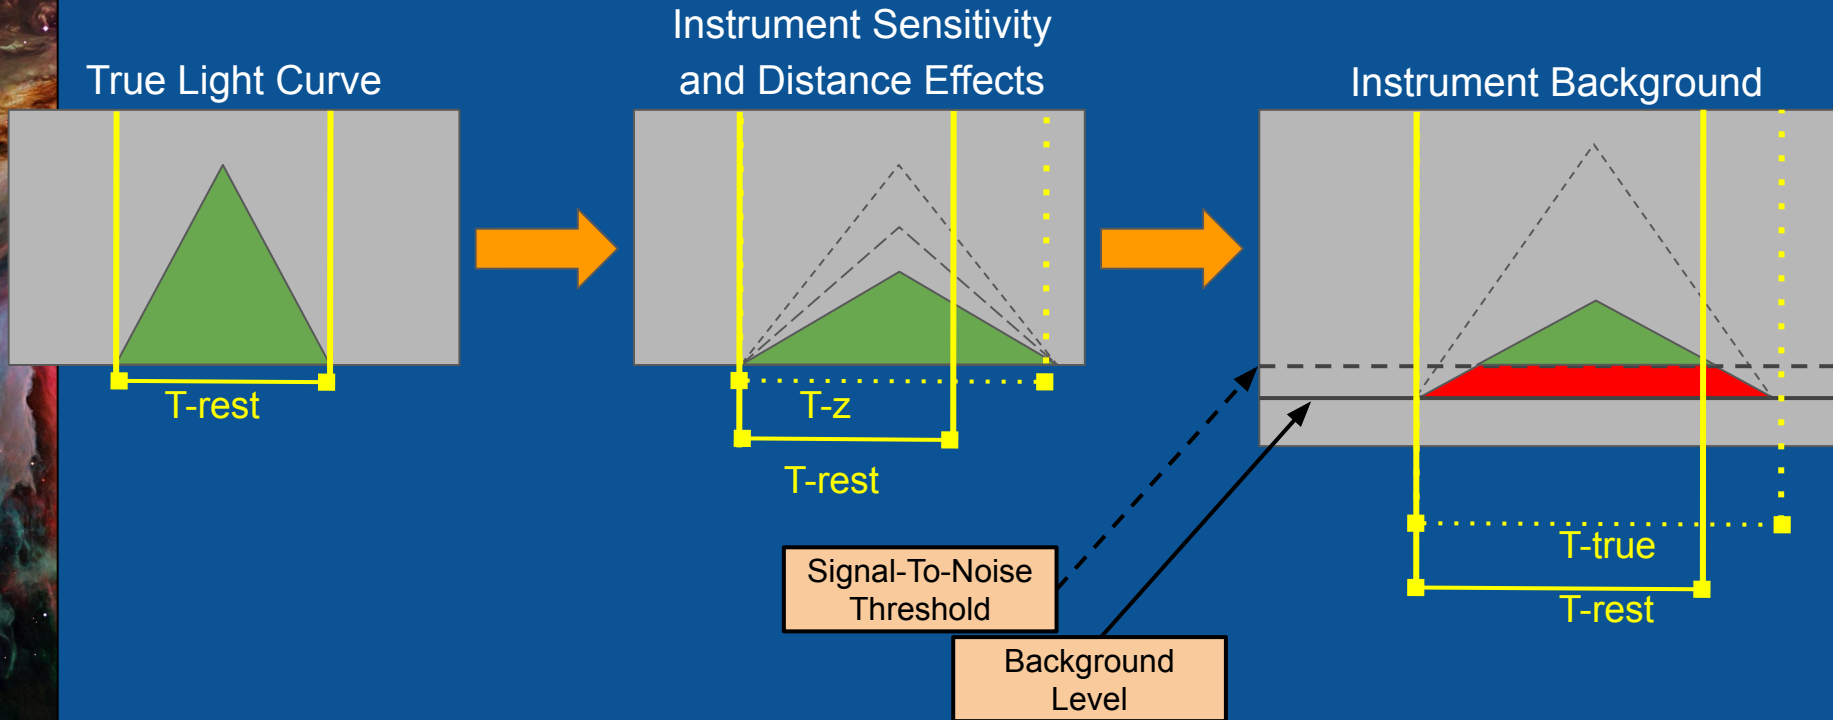 True Light Curve
Instrument Sensitivity
and Distance Effects
Instrument Background
T-rest
T-z
T-rest
T-true
T-rest
Signal-To-Noise
Threshold
Background
Level